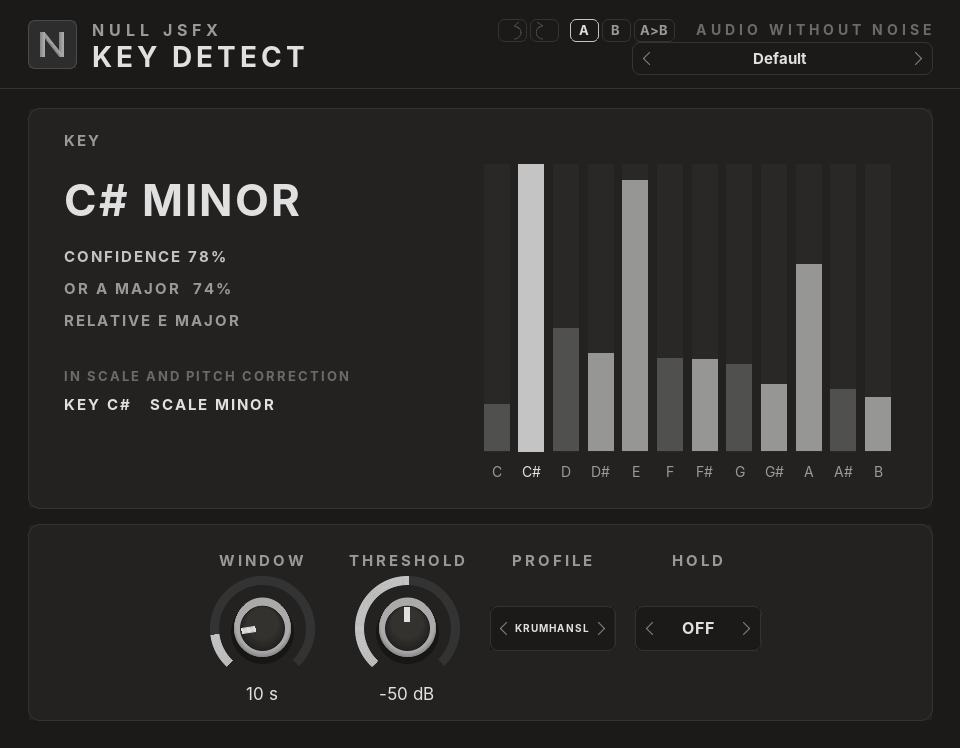 NULL JSFX
KEY DETECT
A B A>B AUDIO WITHOUT NOISE
Default
KEY
C# MINOR
CONFIDENCE 78%
OR A MAJOR 74%
RELATIVE E MAJOR
IN SCALE AND PITCH CORRECTION
KEY C# SCALE MINOR
C C# D D# E F F# G G# A A# B
WINDOW THRESHOLD PROFILE HOLD
KRUMHANSL OFF
10 s -50 dB